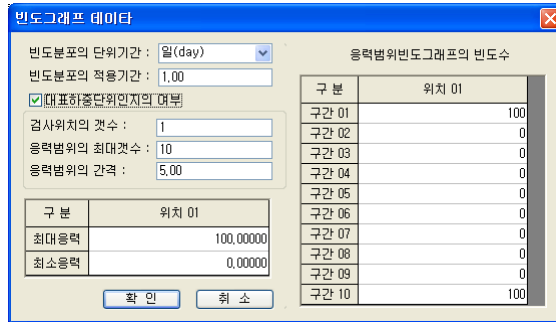 빈도그래프 데이타
빈도분포의 단위기간 : 일(day)
빈도분포의 적용기간 : 1,00
대표하중단위인지의 여부
검사위치의 갯수 : 1
응력범위의 최대갯수 : 10
응력범위의 간격 : 5,00
구 분 위치 01
최대응력 100,00000
최소응력 0,00000
확 인 취 소
응력범위빈도그래프의 빈도수
구 분 위치 01
구간 01 100
구간 02 0
구간 03 0
구간 04 0
구간 05 0
구간 06 0
구간 07 0
구간 08 0
구간 09 0
구간 10 100